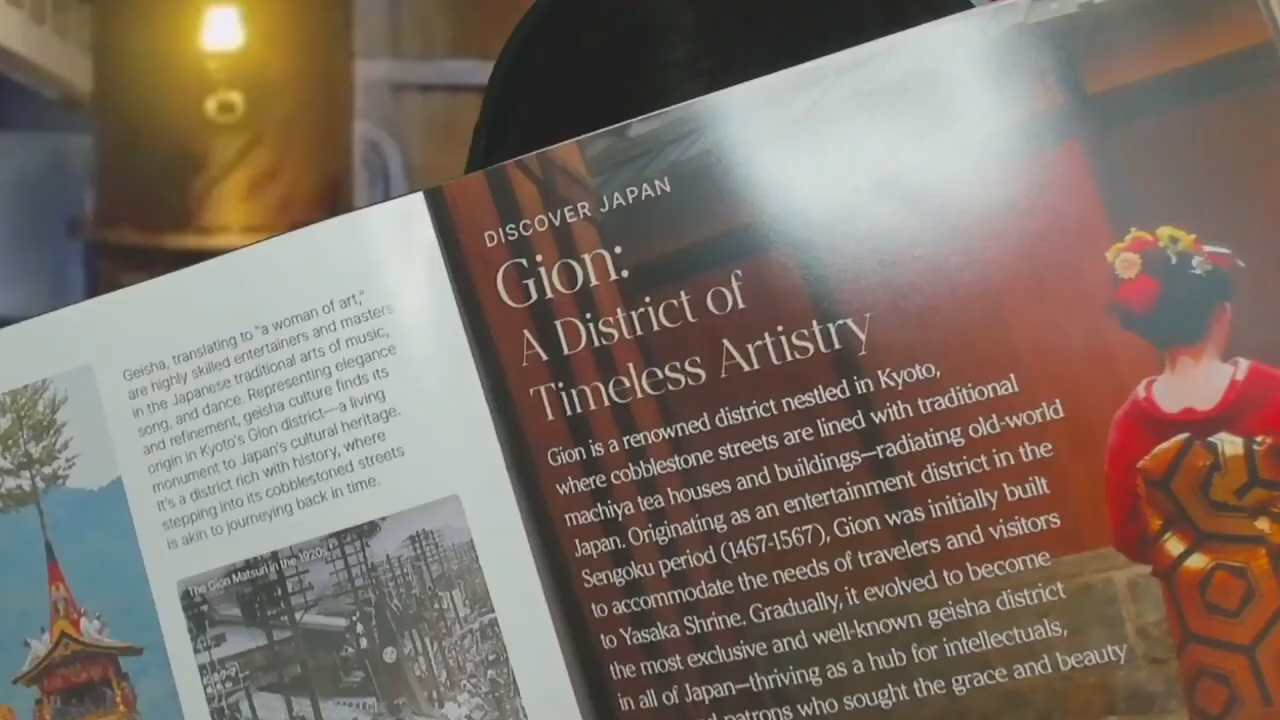 Geisha, translating to "a woman of art,"
are highly skilled entertainers and masters
in the Japanese traditional arts of music,
song, and dance. Representing elegance
and refinement, geisha culture finds its
origin in Kyoto's Gion district—a living
monument to Japan's cultural heritage.
It's a district rich with history, where
stepping into its cobblestoned streets
is akin to journeying back in time.
The Gion Matsuri in the 1920s
DISCOVER JAPAN
Gion:
A District of
Timeless Artistry
Gion is a renowned district nestled in Kyoto,
where cobblestone streets are lined with traditional
machiya tea houses and buildings—radiating old-world
Japan. Originating as an entertainment district in the
Sengoku period (1467-1567), Gion was initially built
to accommodate the needs of travelers and visitors
to Yasaka Shrine. Gradually, it evolved to become
the most exclusive and well-known geisha district
in all of Japan—thriving as a hub for intellectuals,
patrons who sought the grace and beauty